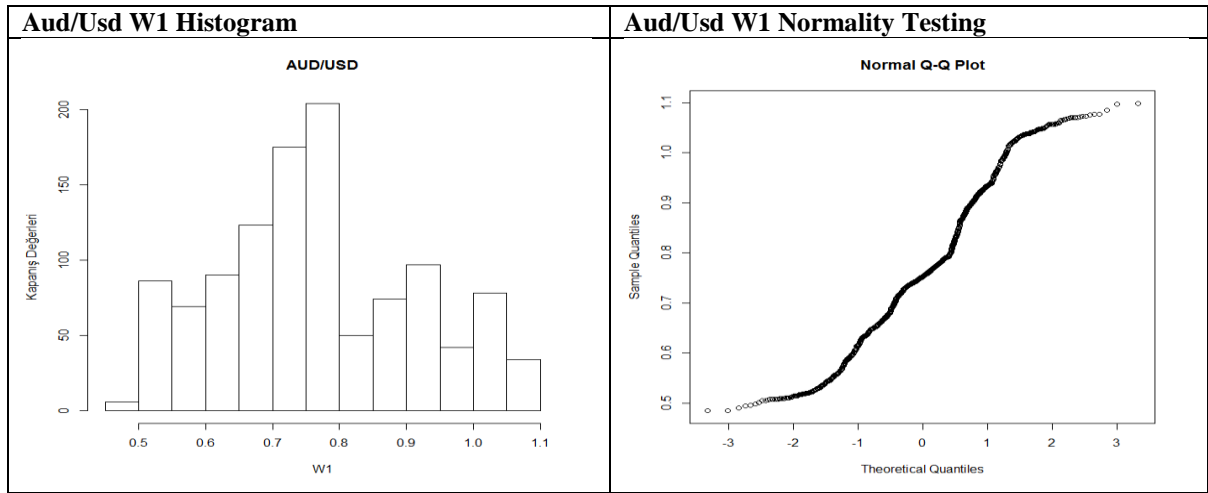 Aud/Usd W1 Histogram
Aud/Usd W1 Normality Testing
AUD/USD
Kapanış Değerleri
200
150
100
50
0
0.5 0.6 0.7 0.8 0.9 1.0 1.1
W1
Normal Q-Q Plot
Sample Quantiles
1.1
1.0
0.9
0.8
0.7
0.6
0.5
-3 -2 -1 0 1 2 3
Theoretical Quantiles